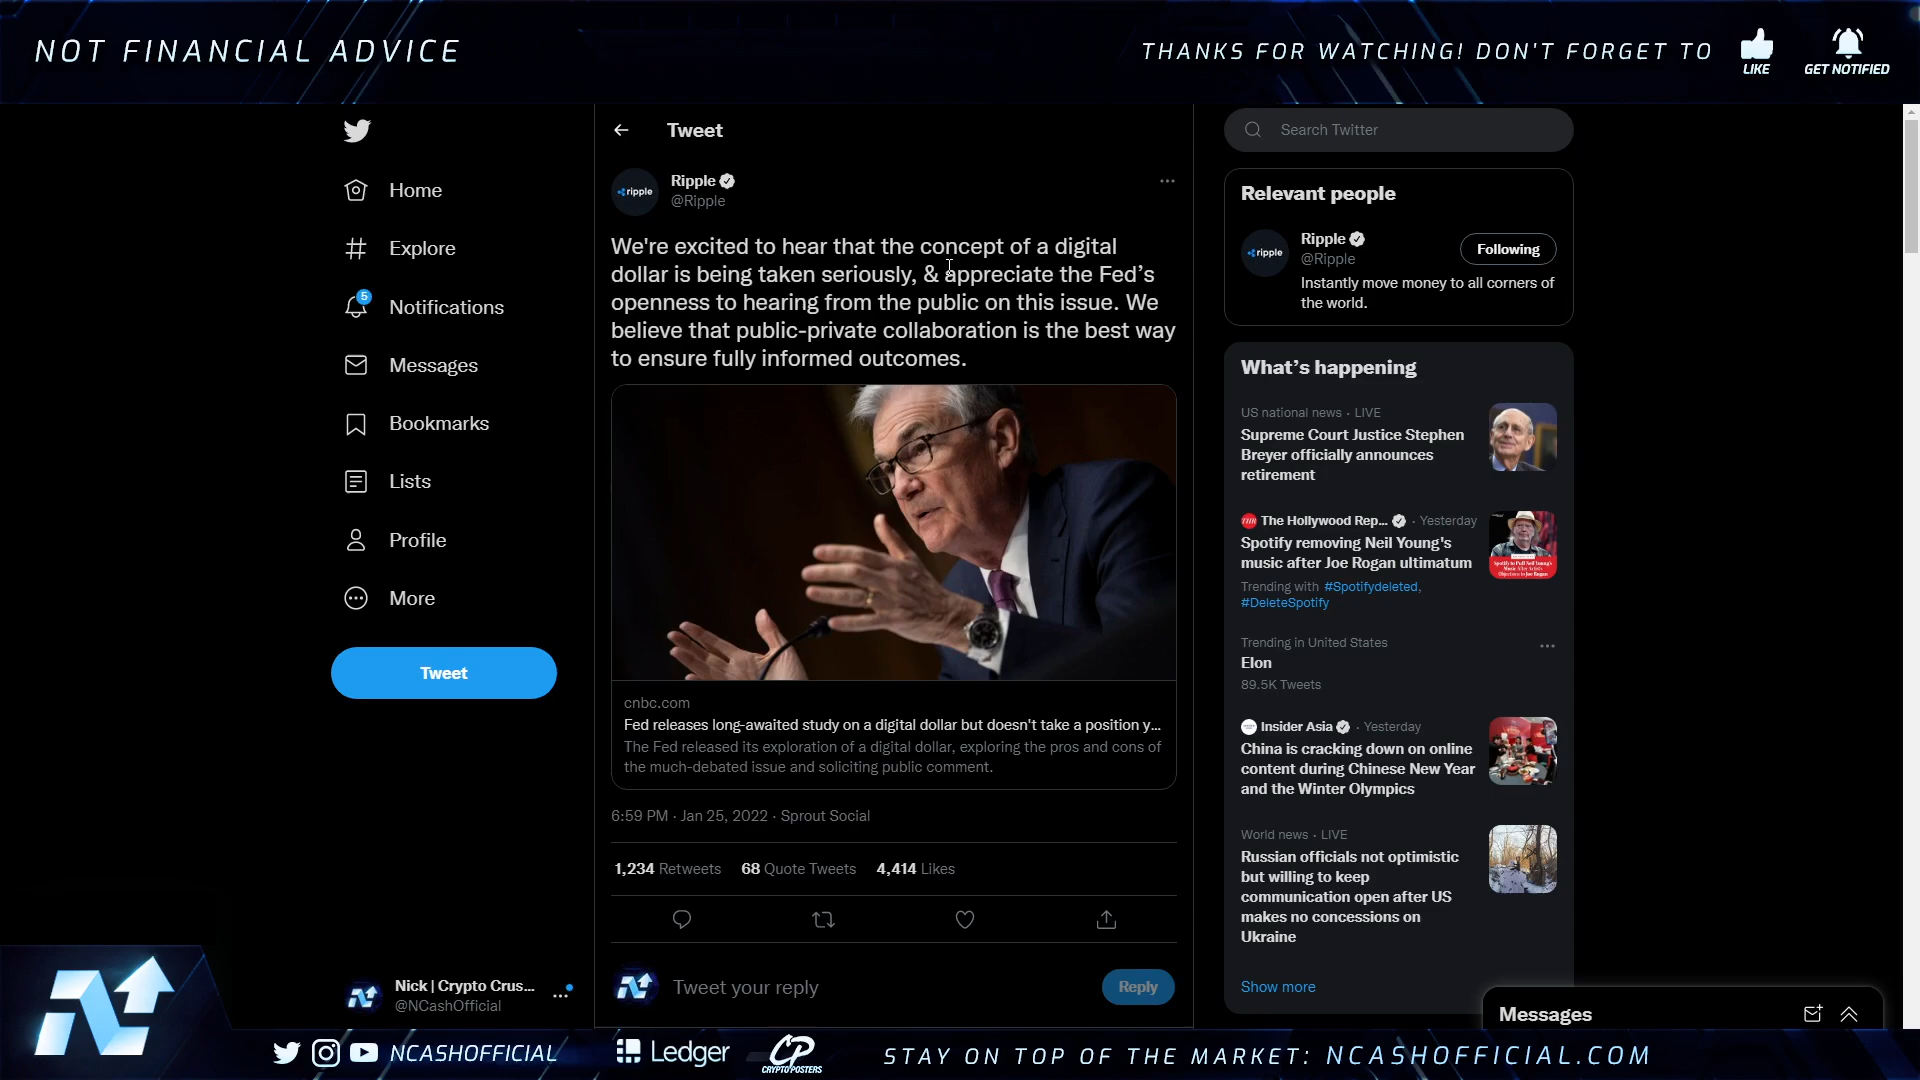 NOT FINANCIAL ADVICE
THANKS FOR WATCHING! DON'T FORGET TO
LIKE
GET NOTIFIED
Home
Explore
5
Notifications
Messages
Bookmarks
Lists
Profile
More
Tweet
Nick | Crypto Crus...
@NCashOfficial
Tweet
ripple
Ripple
@Ripple
We're excited to hear that the concept of a digital
dollar is being taken seriously, & appreciate the Fed's
openness to hearing from the public on this issue. We
believe that public-private collaboration is the best way
to ensure fully informed outcomes.
cnbc.com
Fed releases long-awaited study on a digital dollar but doesn't take a position y...
The Fed released its exploration of a digital dollar, exploring the pros and cons of
the much-debated issue and soliciting public comment.
6:59 PM · Jan 25, 2022 · Sprout Social
1,234 Retweets 68 Quote Tweets 4,414 Likes
Tweet your reply
Reply
Search Twitter
Relevant people
ripple
Ripple
@Ripple
Following
Instantly move money to all corners of
the world.
What's happening
US national news · LIVE
Supreme Court Justice Stephen
Breyer officially announces
retirement
THR
The Hollywood Rep... · Yesterday
Spotify removing Neil Young's
music after Joe Rogan ultimatum
Trending with #Spotifydeleted,
#DeleteSpotify
Trending in United States
Elon
89.5K Tweets
Insider Asia · Yesterday
China is cracking down on online
content during Chinese New Year
and the Winter Olympics
World news · LIVE
Russian officials not optimistic
but willing to keep
communication open after US
makes no concessions on
Ukraine
Show more
Messages
NCASHOFFICIAL
Ledger
CP
CRYPTOPOSTERS
STAY ON TOP OF THE MARKET: NCASHOFFICIAL.COM